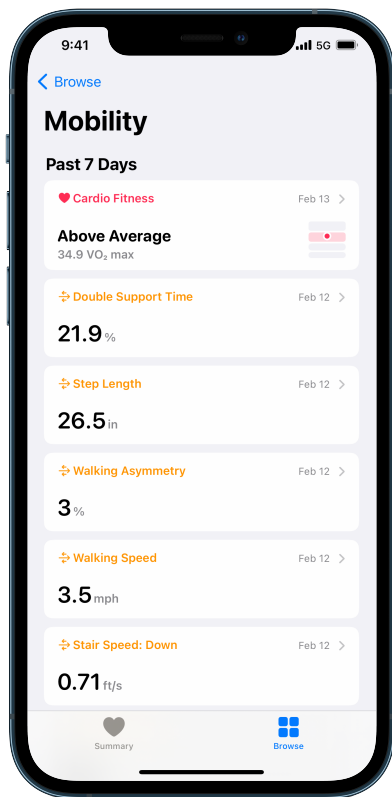 9:41
5G
Browse
Mobility
Past 7 Days
Cardio Fitness Feb 13
Above Average
34.9 VO₂ max
Double Support Time Feb 12
21.9 %
Step Length Feb 12
26.5 in
Walking Asymmetry Feb 12
3 %
Walking Speed Feb 12
3.5 mph
Stair Speed: Down Feb 12
0.71 ft/s
Summary Browse